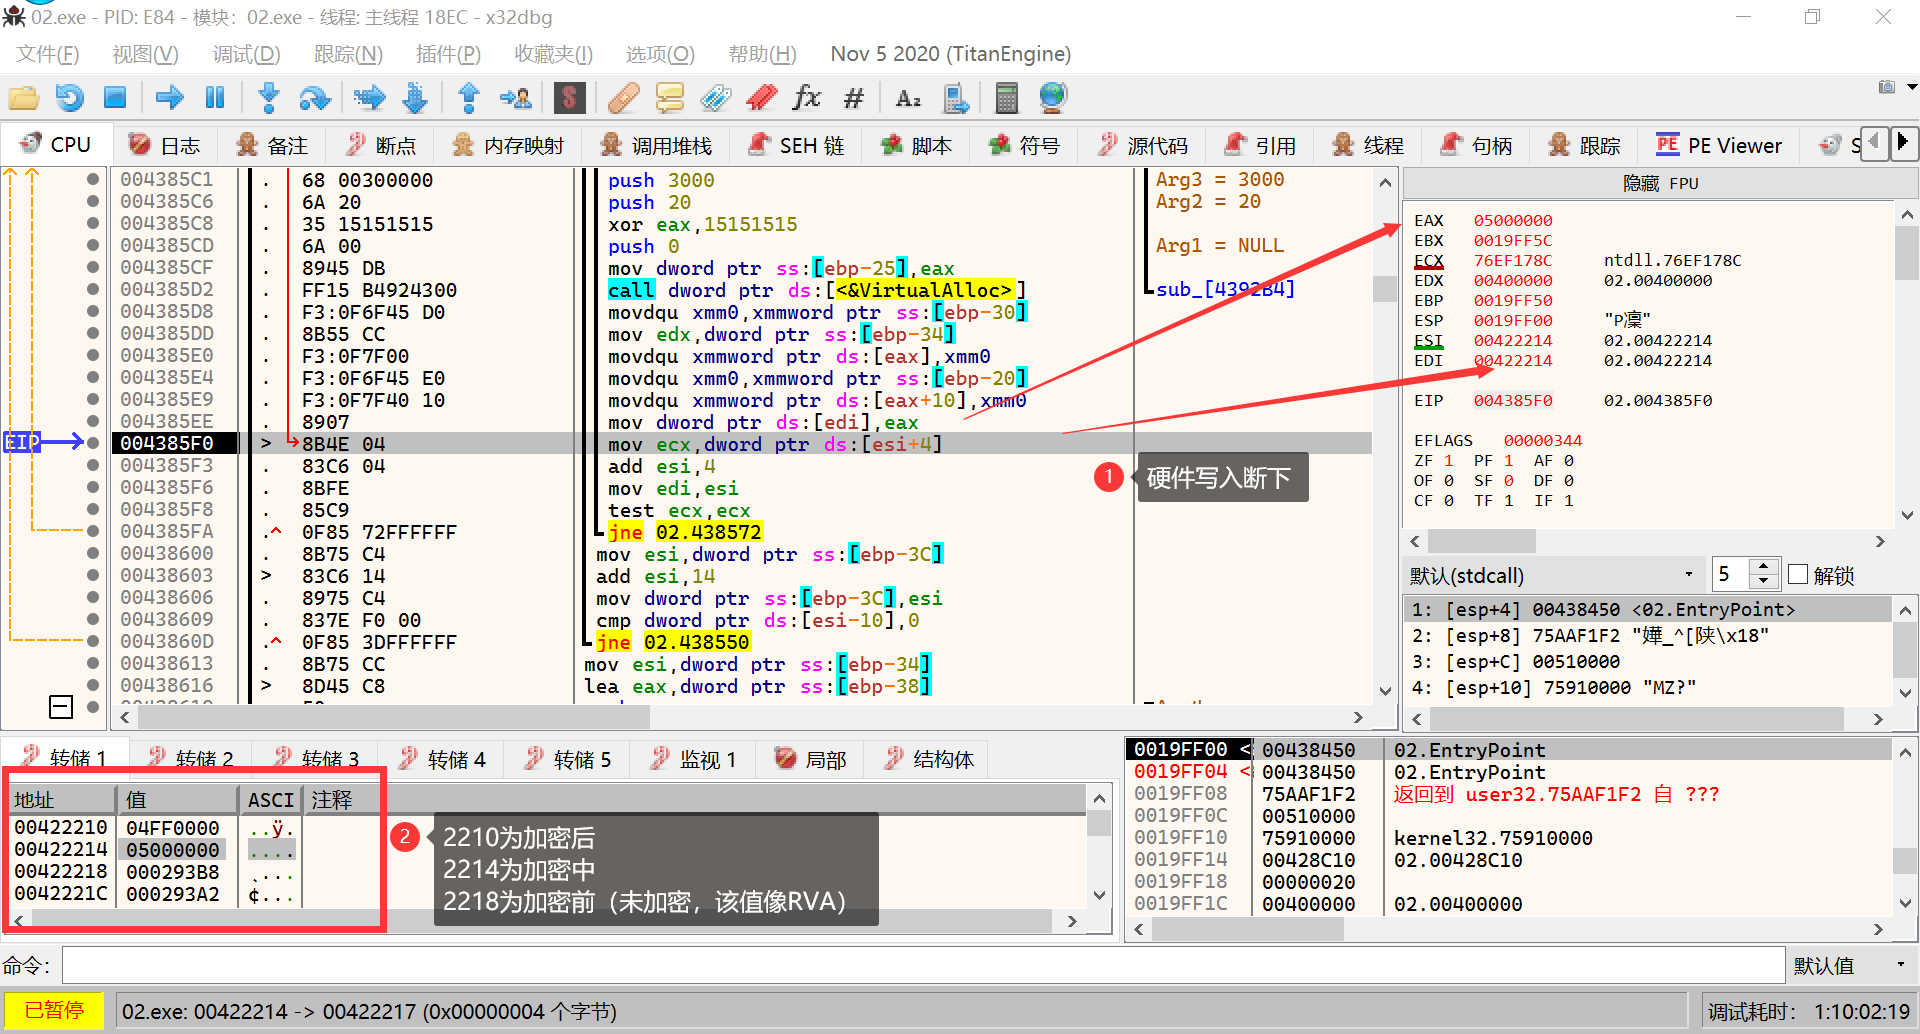 02.exe - PID: E84 - 模块: 02.exe - 线程: 主线程 18EC - x32dbg
文件(F) 视图(V) 调试(D) 跟踪(N) 插件(P) 收藏夹(I) 选项(O) 帮助(H) Nov 5 2020 (TitanEngine)
CPU 日志 备注 断点 内存映射 调用堆栈 SEH 链 脚本 符号 源代码 引用 线程 句柄 跟踪 PE Viewer S
004385C1 . 68 00300000 push 3000 Arg3 = 3000
004385C6 . 6A 20 push 20 Arg2 = 20
004385C8 . 35 15151515 xor eax,15151515
004385CD . 6A 00 push 0 Arg1 = NULL
004385CF . 8945 DB mov dword ptr ss:[ebp-25],eax
004385D2 . FF15 B4924300 call dword ptr ds:[<&VirtualAlloc>] sub_[4392B4]
004385D8 . F3:0F6F45 D0 movdqu xmm0,xmmword ptr ss:[ebp-30]
004385DD . 8B55 CC mov edx,dword ptr ss:[ebp-34]
004385E0 . F3:0F7F00 movdqu xmmword ptr ds:[eax],xmm0
004385E4 . F3:0F6F45 E0 movdqu xmm0,xmmword ptr ss:[ebp-20]
004385E9 . F3:0F7F40 10 movdqu xmmword ptr ds:[eax+10],xmm0
004385EE . 8907 mov dword ptr ds:[edi],eax
EIP 004385F0 > 8B4E 04 mov ecx,dword ptr ds:[esi+4]
004385F3 . 83C6 04 add esi,4
004385F6 . 8BFE mov edi,esi
004385F8 . 85C9 test ecx,ecx
004385FA .^ 0F85 72FFFFFF jne 02.438572
00438600 . 8B75 C4 mov esi,dword ptr ss:[ebp-3C]
00438603 > 83C6 14 add esi,14
00438606 . 8975 C4 mov dword ptr ss:[ebp-3C],esi
00438609 . 837E F0 00 cmp dword ptr ds:[esi-10],0
0043860D .^ 0F85 3DFFFFFF jne 02.438550
00438613 . 8B75 CC mov esi,dword ptr ss:[ebp-34]
00438616 > 8D45 C8 lea eax,dword ptr ss:[ebp-38]
1 硬件写入断下
隐藏 FPU
EAX 05000000
EBX 0019FF5C
ECX 76EF178C ntdll.76EF178C
EDX 00400000 02.00400000
EBP 0019FF50
ESP 0019FF00 "P凜"
ESI 00422214 02.00422214
EDI 00422214 02.00422214
EIP 004385F0 02.004385F0
EFLAGS 00000344
ZF 1 PF 1 AF 0
OF 0 SF 0 DF 0
CF 0 TF 1 IF 1
默认(stdcall) 5 解锁
1: [esp+4] 00438450 <02.EntryPoint>
2: [esp+8] 75AAF1F2 "嬅_^[陕\x18"
3: [esp+C] 00510000
4: [esp+10] 75910000 "MZ?"
转储 1 转储 2 转储 3 转储 4 转储 5 监视 1 局部 结构体
地址 值 ASCI 注释
00422210 04FF0000 ..ÿ.
00422214 05000000 ....
00422218 000293B8 ¸...
0042221C 000293A2 ¢...
2 2210为加密后
2214为加密中
2218为加密前（未加密，该值像RVA）
0019FF00 < 00438450 02.EntryPoint
0019FF04 < 00438450 02.EntryPoint
0019FF08 75AAF1F2 返回到 user32.75AAF1F2 自 ???
0019FF0C 00510000
0019FF10 75910000 kernel32.75910000
0019FF14 00428C10 02.00428C10
0019FF18 00000020
0019FF1C 00400000 02.00400000
命令: 默认值
已暂停 02.exe: 00422214 -> 00422217 (0x00000004 个字节) 调试耗时: 1:10:02:19